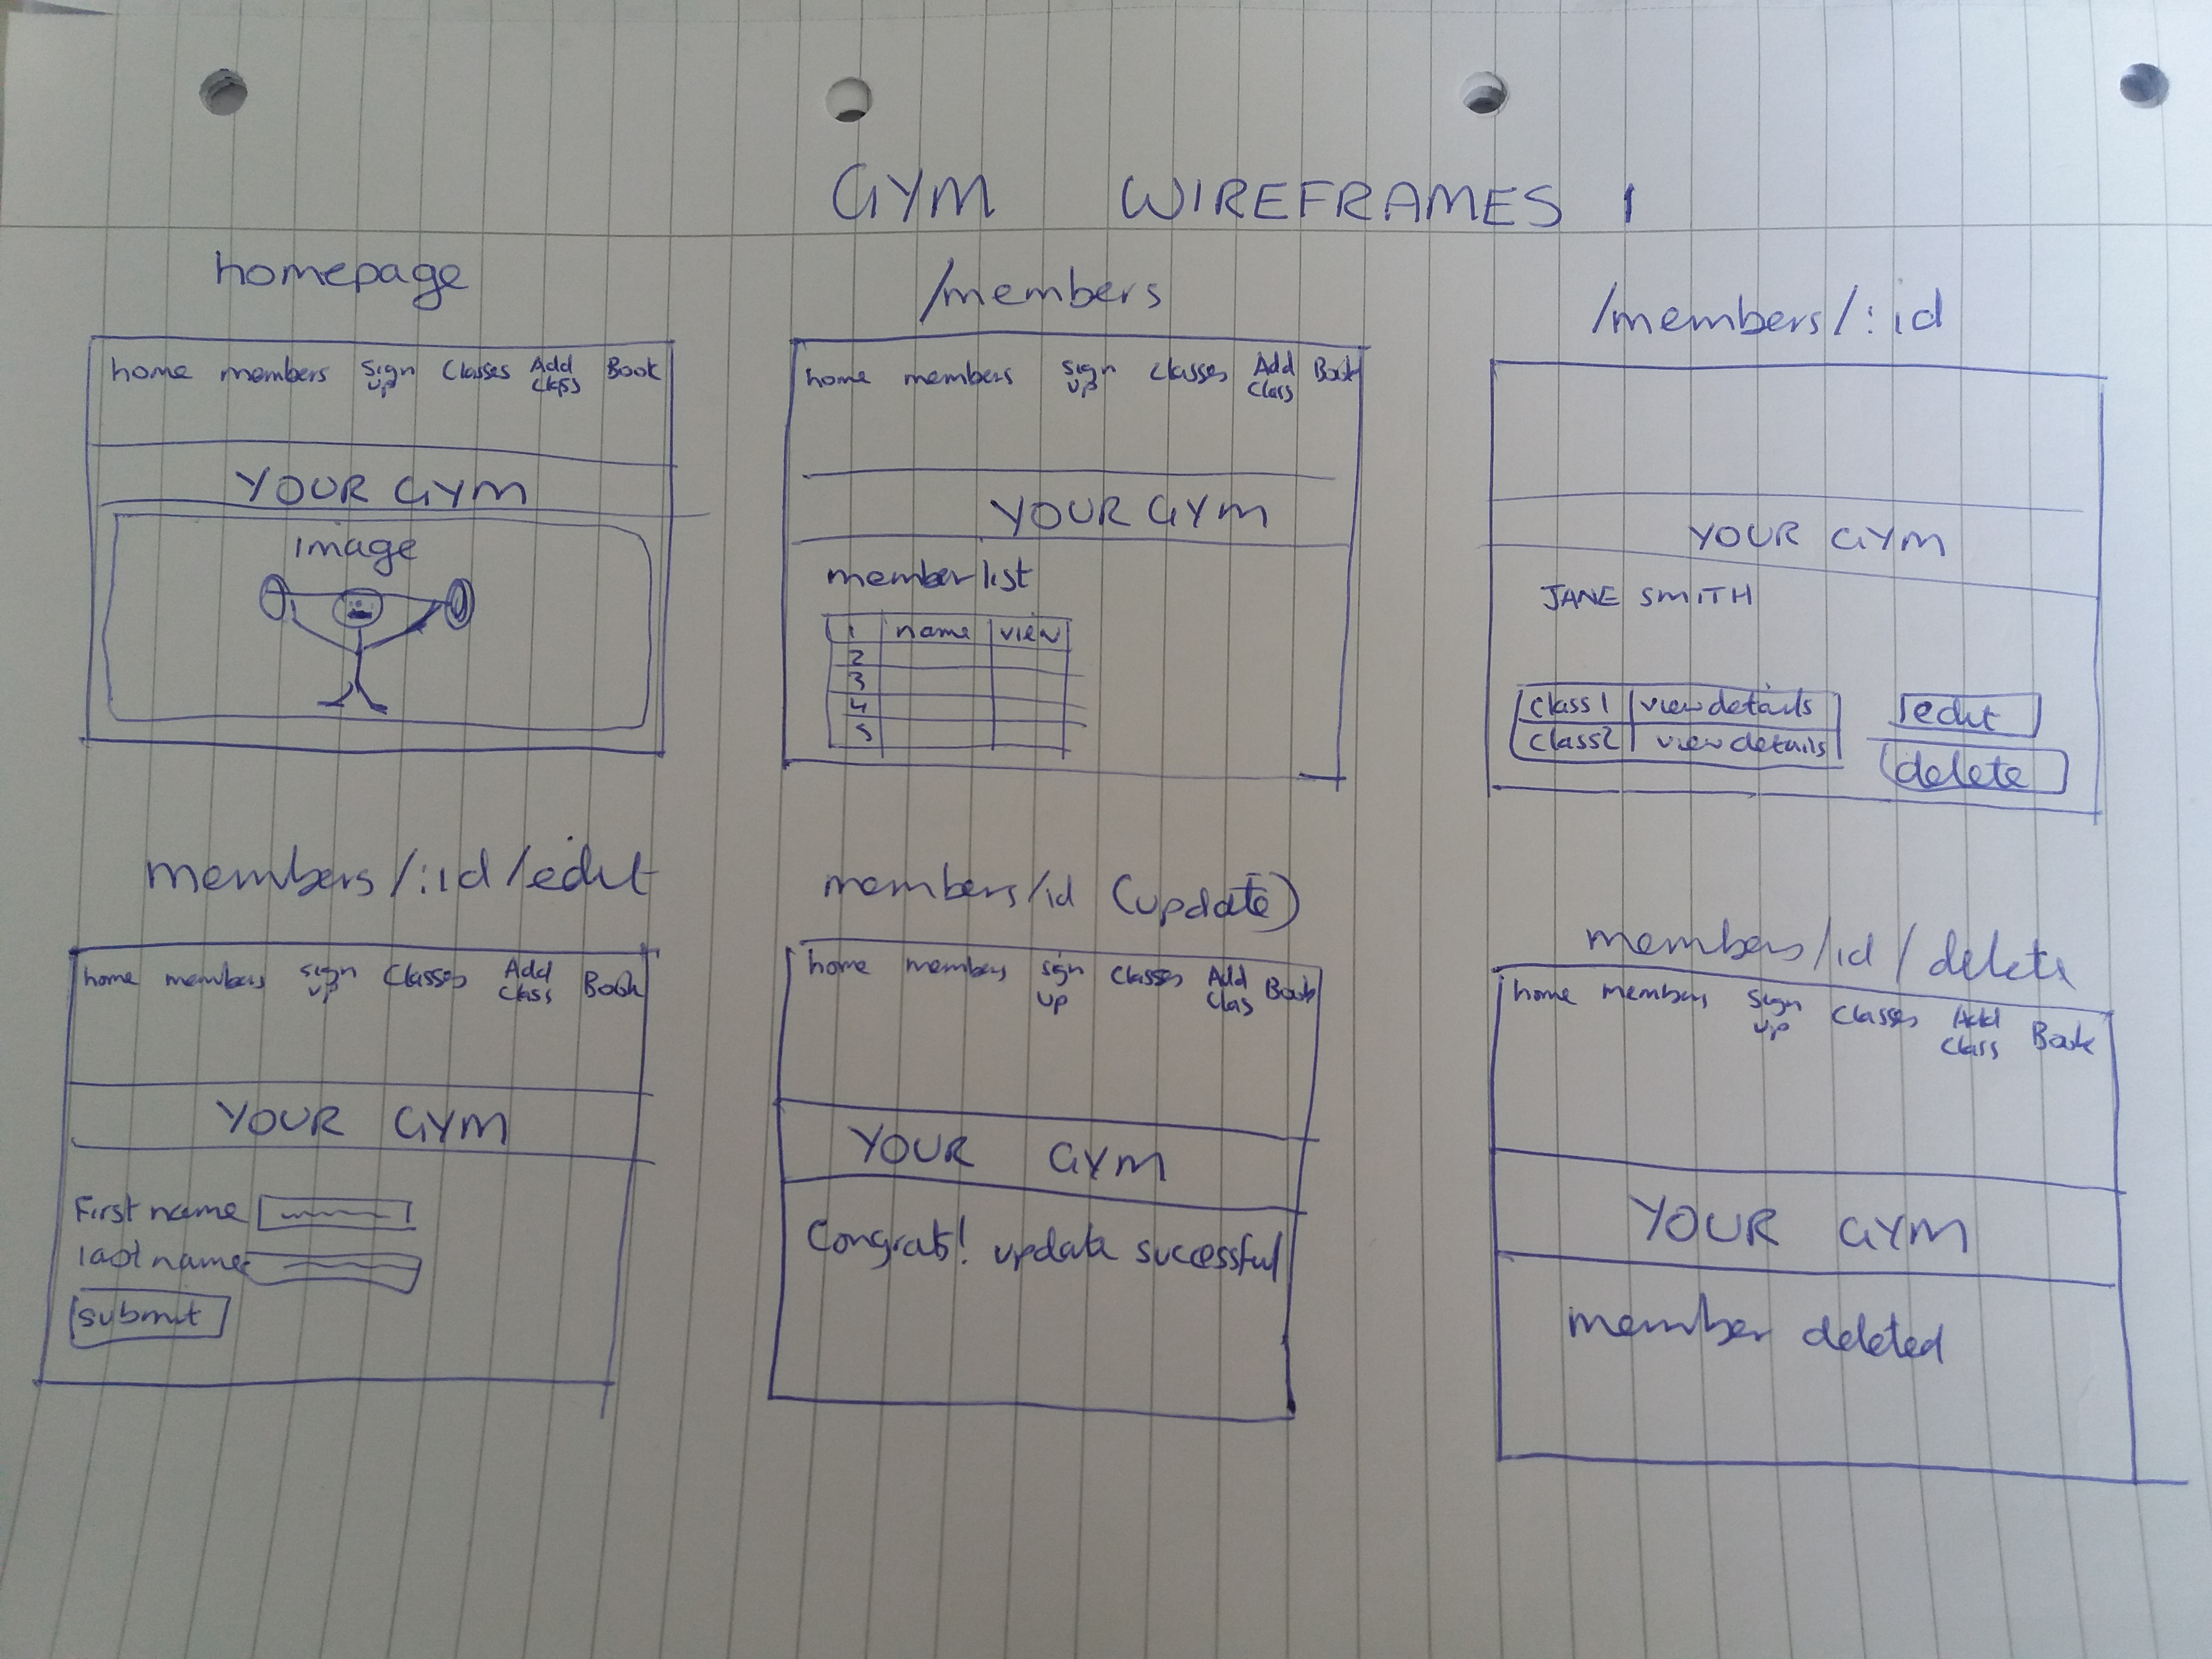 GYM WIREFRAMES 1
homepage
home members sign up Classes Add Class Book
YOUR GYM
image
/members
home members sign up classes Add Class Book
YOUR GYM
member list
1 name view
2
3
4
5
/members/:id
YOUR GYM
JANE SMITH
class1 view details
class2 view details
edit
delete
members/:id/edit
home members sign up Classes Add Class Book
YOUR GYM
First name
last name
submit
members/id (update)
home members sign up Classes Add Clas Book
YOUR GYM
Congrats! update successful
members/id/delete
home members sign up Classes Add Class Book
YOUR GYM
member deleted